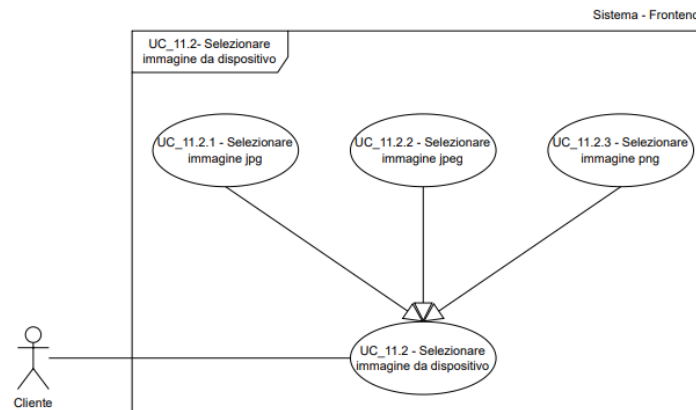 Sistema - Frontend
UC_11.2- Selezionare
immagine da dispositivo
UC_11.2.1 - Selezionare
immagine jpg
UC_11.2.2 - Selezionare
immagine jpeg
UC_11.2.3 - Selezionare
immagine png
UC_11.2 - Selezionare
immagine da dispositivo
Cliente